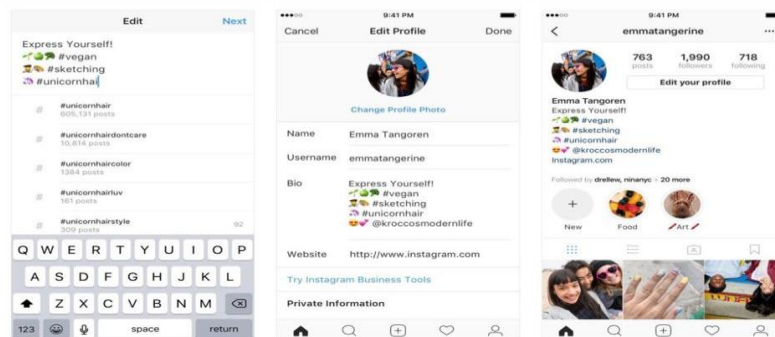 Edit
Next
Express Yourself!
🌱🍏🌳 #vegan
👩‍🎨🎨 #sketching
🦄 #unicornhai
# #unicornhair
605,131 posts
# #unicornhairdontcare
10,814 posts
# #unicornhaircolor
1384 posts
# #unicornhairluv
161 posts
# #unicornhairstyle
309 posts
Q W E R T Y U I O P
A S D F G H J K L
Z X C V B N M
123 space return
9:41 PM
Cancel Edit Profile Done
Change Profile Photo
Name Emma Tangoren
Username emmatangerine
Bio Express Yourself!
🌱🍏🌳 #vegan
👩‍🎨🎨 #sketching
🦄 #unicornhair
😍💕 @kroccosmodernlife
Website http://www.instagram.com
Try Instagram Business Tools
Private Information
9:41 PM
emmatangerine
763 1,990 718
posts followers following
Edit your profile
Emma Tangoren
Express Yourself!
🌱🍏🌳 #vegan
👩‍🎨🎨 #sketching
🦄 #unicornhair
😍💕 @kroccosmodernlife
Instagram.com
Followed by drellew, ninanyc + 20 more
New Food Art